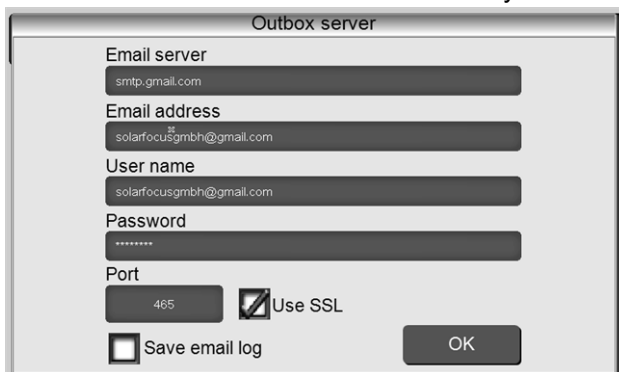 Outbox server
Email server
smtp.gmail.com
Email address
solarfocusgmbh@gmail.com
User name
solarfocusgmbh@gmail.com
Password
********
Port
465 Use SSL
Save email log OK